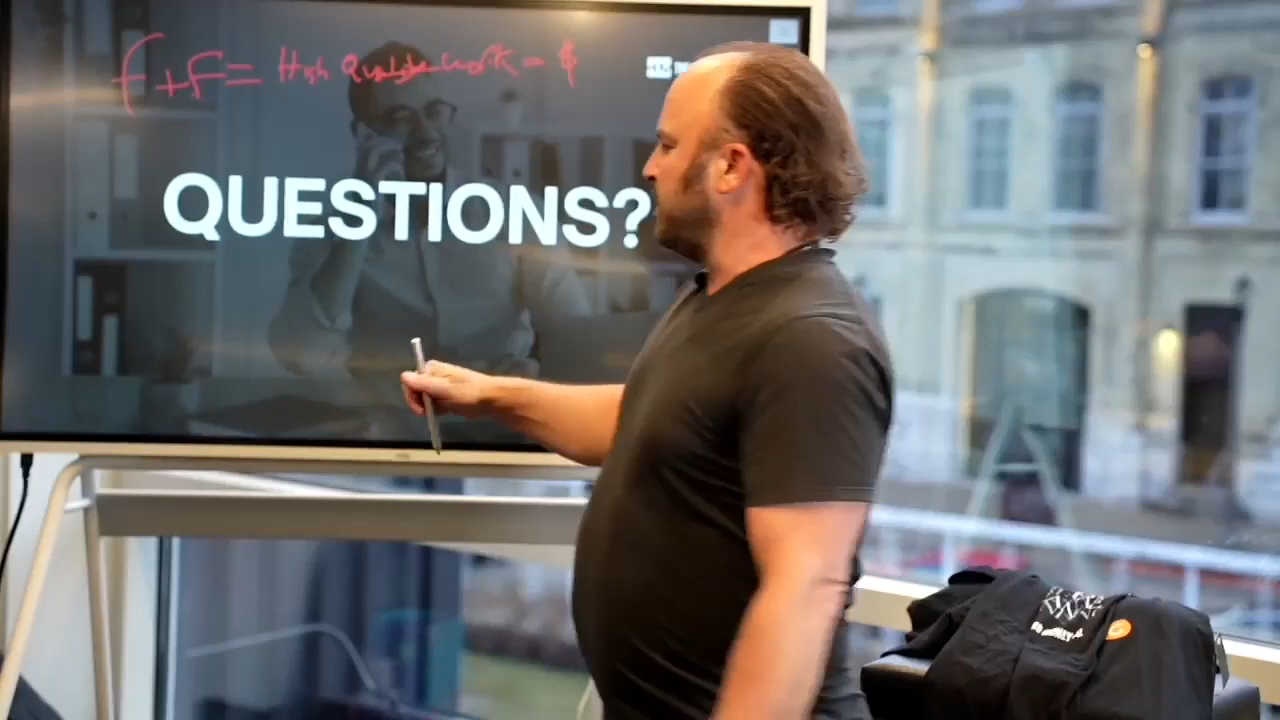 F+F = High Quality work = $
QUESTIONS?